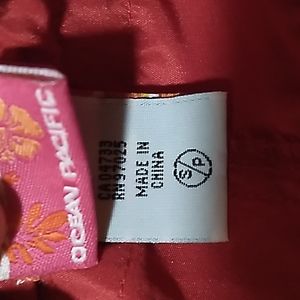 OCEAN PACIFIC
CA04733
RN97025
MADE IN
CHINA
S/P